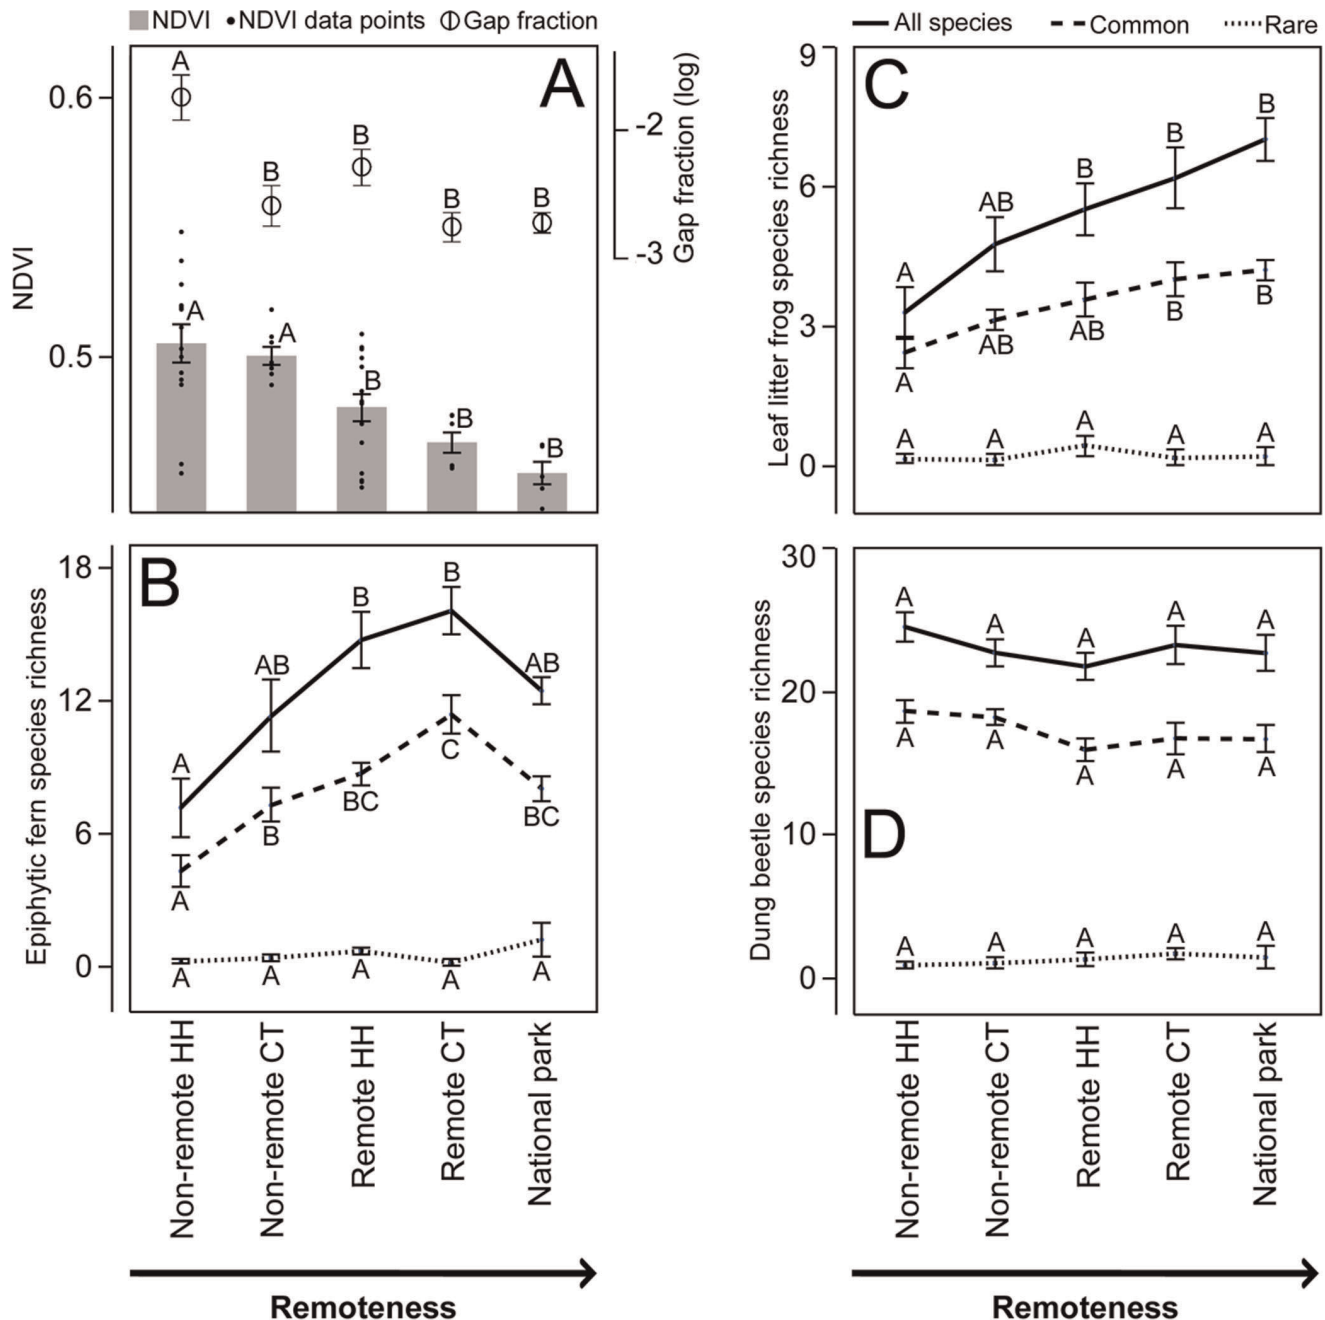 NDVI NDVI data points Gap fraction
A
0.6
0.5
NDVI
-2
-3
Gap fraction (log)
A B B B B
A A B B B
All species Common Rare
C
9
6
3
0
Leaf litter frog species richness
A AB B B B
A AB AB B B
A A A A A
B
18
12
6
0
Epiphytic fern species richness
A AB B B AB
A B BC C BC
A A A A A
Non-remote HH
Non-remote CT
Remote HH
Remote CT
National park
Remoteness
D
30
20
10
0
Dung beetle species richness
A A A A A
A A A A A
A A A A A
Non-remote HH
Non-remote CT
Remote HH
Remote CT
National park
Remoteness